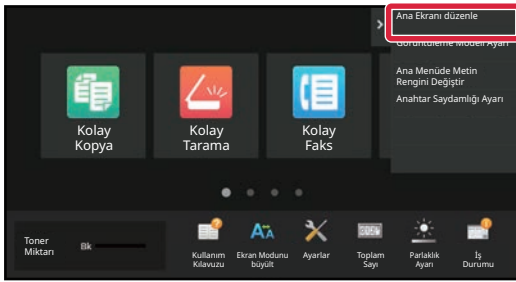 Ana Ekranı düzenle
Görüntüleme Modeli Ayarı
Ana Menüde Metin
Rengini Değiştir
Anahtar Saydamlığı Ayarı
Kolay
Kopya
Kolay
Tarama
Kolay
Faks
Toner
Miktarı
Bk
Kullanım
Kılavuzu
Ekran Modunu
büyült
Ayarlar
Toplam
Sayı
Parlaklık
Ayarı
İş
Durumu